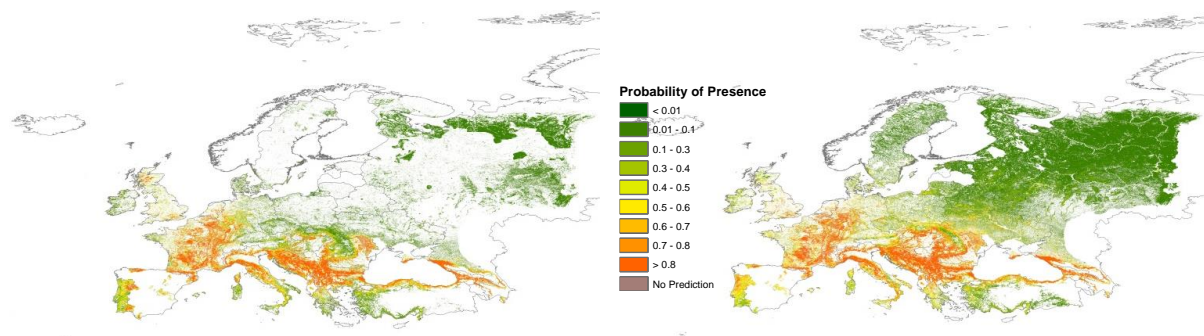 Probability of Presence
< 0.01
0.01 - 0.1
0.1 - 0.3
0.3 - 0.4
0.4 - 0.5
0.5 - 0.6
0.6 - 0.7
0.7 - 0.8
> 0.8
No Prediction